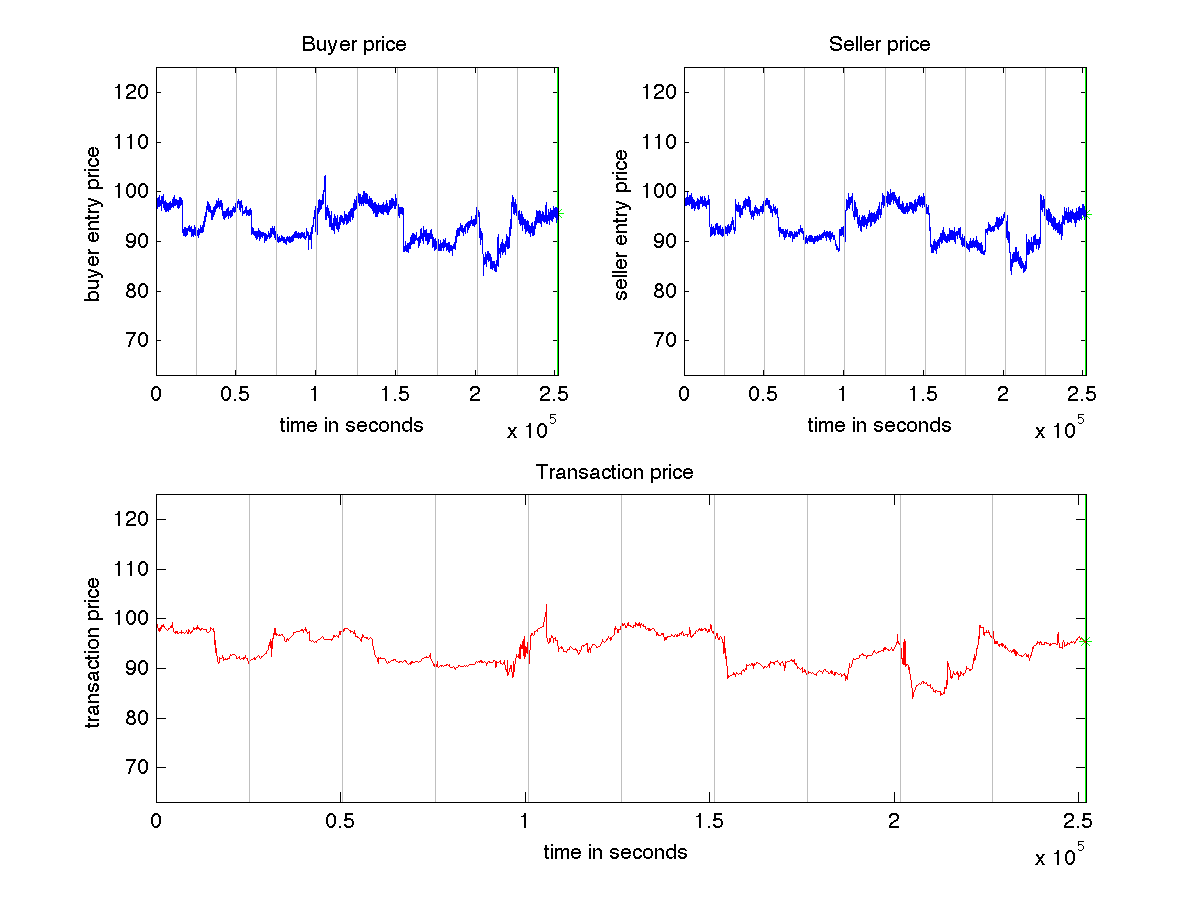 Buyer price
buyer entry price
120
110
100
90
80
70
0 0.5 1 1.5 2 2.5
time in seconds
x 10^5
Seller price
seller entry price
120
110
100
90
80
70
0 0.5 1 1.5 2 2.5
time in seconds
x 10^5
Transaction price
transaction price
120
110
100
90
80
70
0 0.5 1 1.5 2 2.5
time in seconds
x 10^5